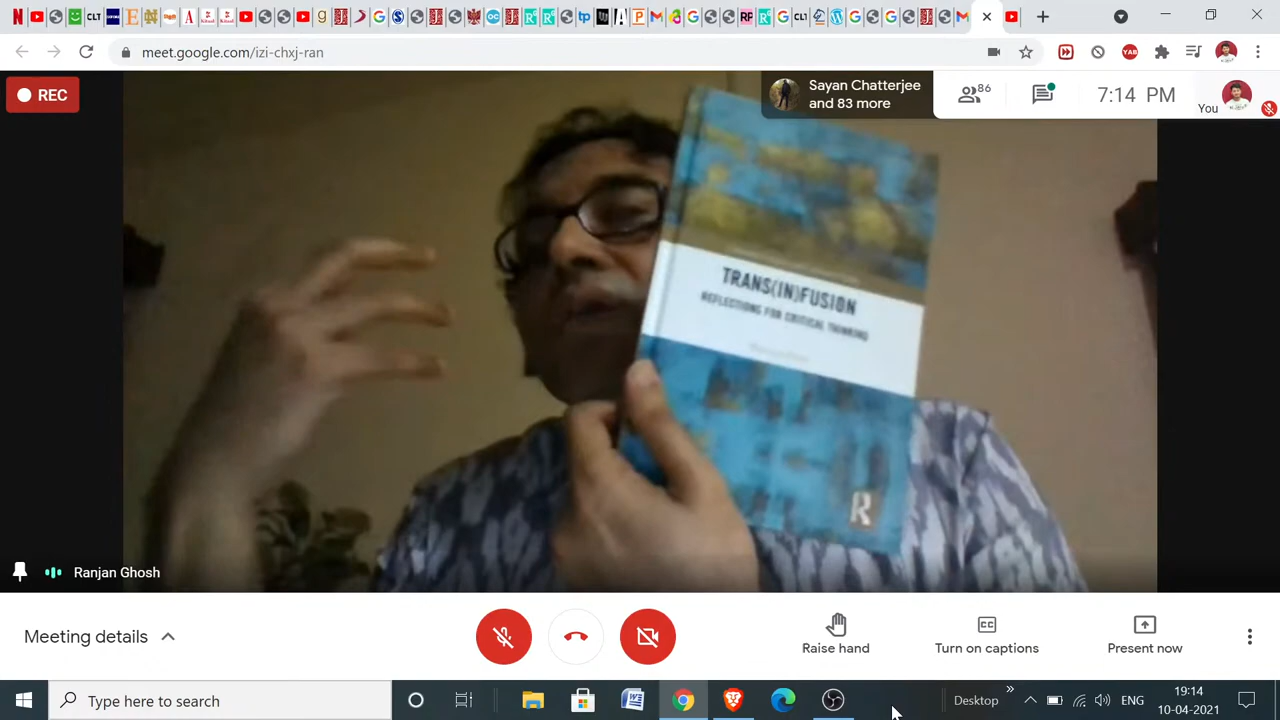 meet.google.com/izi-chxj-ran
REC
Sayan Chatterjee
and 83 more
86
7:14 PM
You
TRANS(IN)FUSION
REFLECTIONS FOR CRITICAL THINKING
R
Ranjan Ghosh
Meeting details
Raise hand
Turn on captions
Present now
Type here to search
Desktop
ENG
19:14
10-04-2021